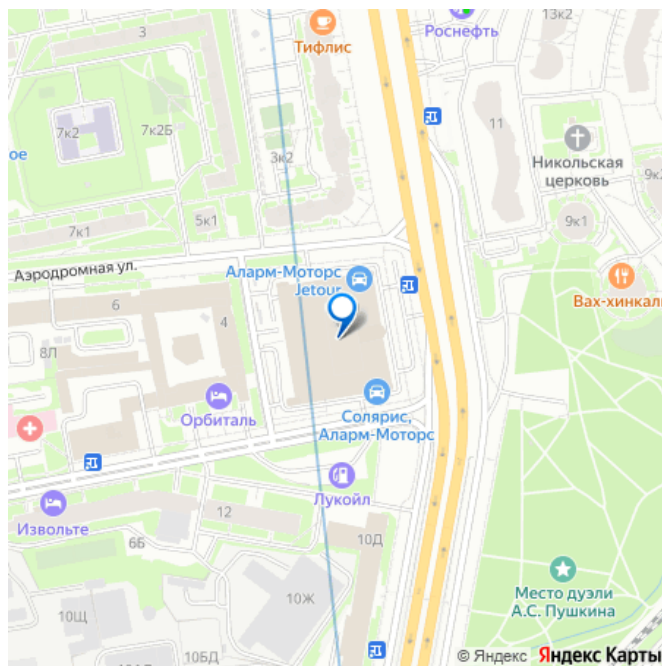 3
Тифлис
Роснефть
13к2
7к2
7к2Б
11
Никольская
церковь
ое
3к2
9к2
7к1
5к1
9к1
Аэродромная ул.
Аларм-Моторс
Jetour
Вах-хинкали
6
4
8Л
Орбиталь
Солярис,
Аларм-Моторс
Лукойл
Извольте
12
6Б
10Д
Место дуэли
А.С. Пушкина
10Щ
10Ж
10БД
© Яндекс Яндекс Карты